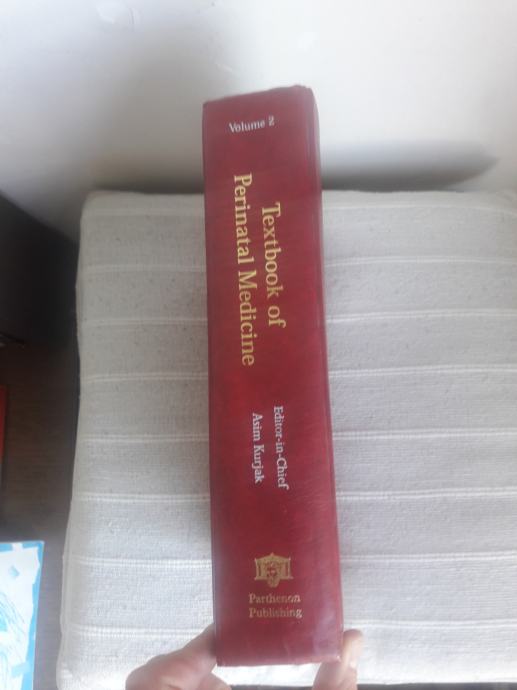 Volume 2
Textbook of
Perinatal Medicine
Editor-in-Chief
Asim Kurjak
Parthenon
Publishing